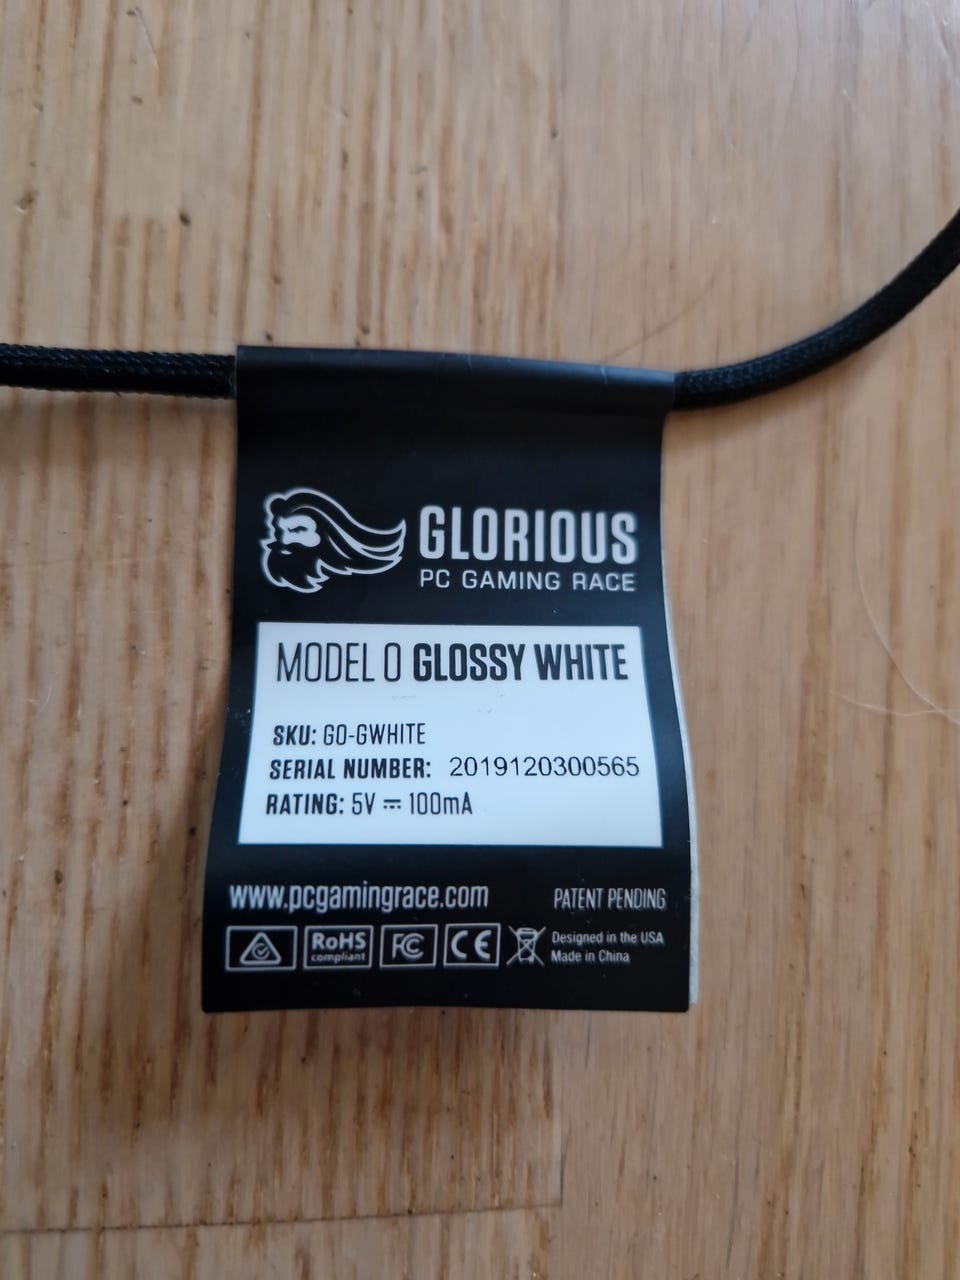 GLORIOUS
PC GAMING RACE
MODEL O GLOSSY WHITE
SKU: GO-GWHITE
SERIAL NUMBER: 2019120300565
RATING: 5V ⎓ 100mA
www.pcgamingrace.com PATENT PENDING
RoHS
compliant
FC
CE
Designed in the USA
Made in China